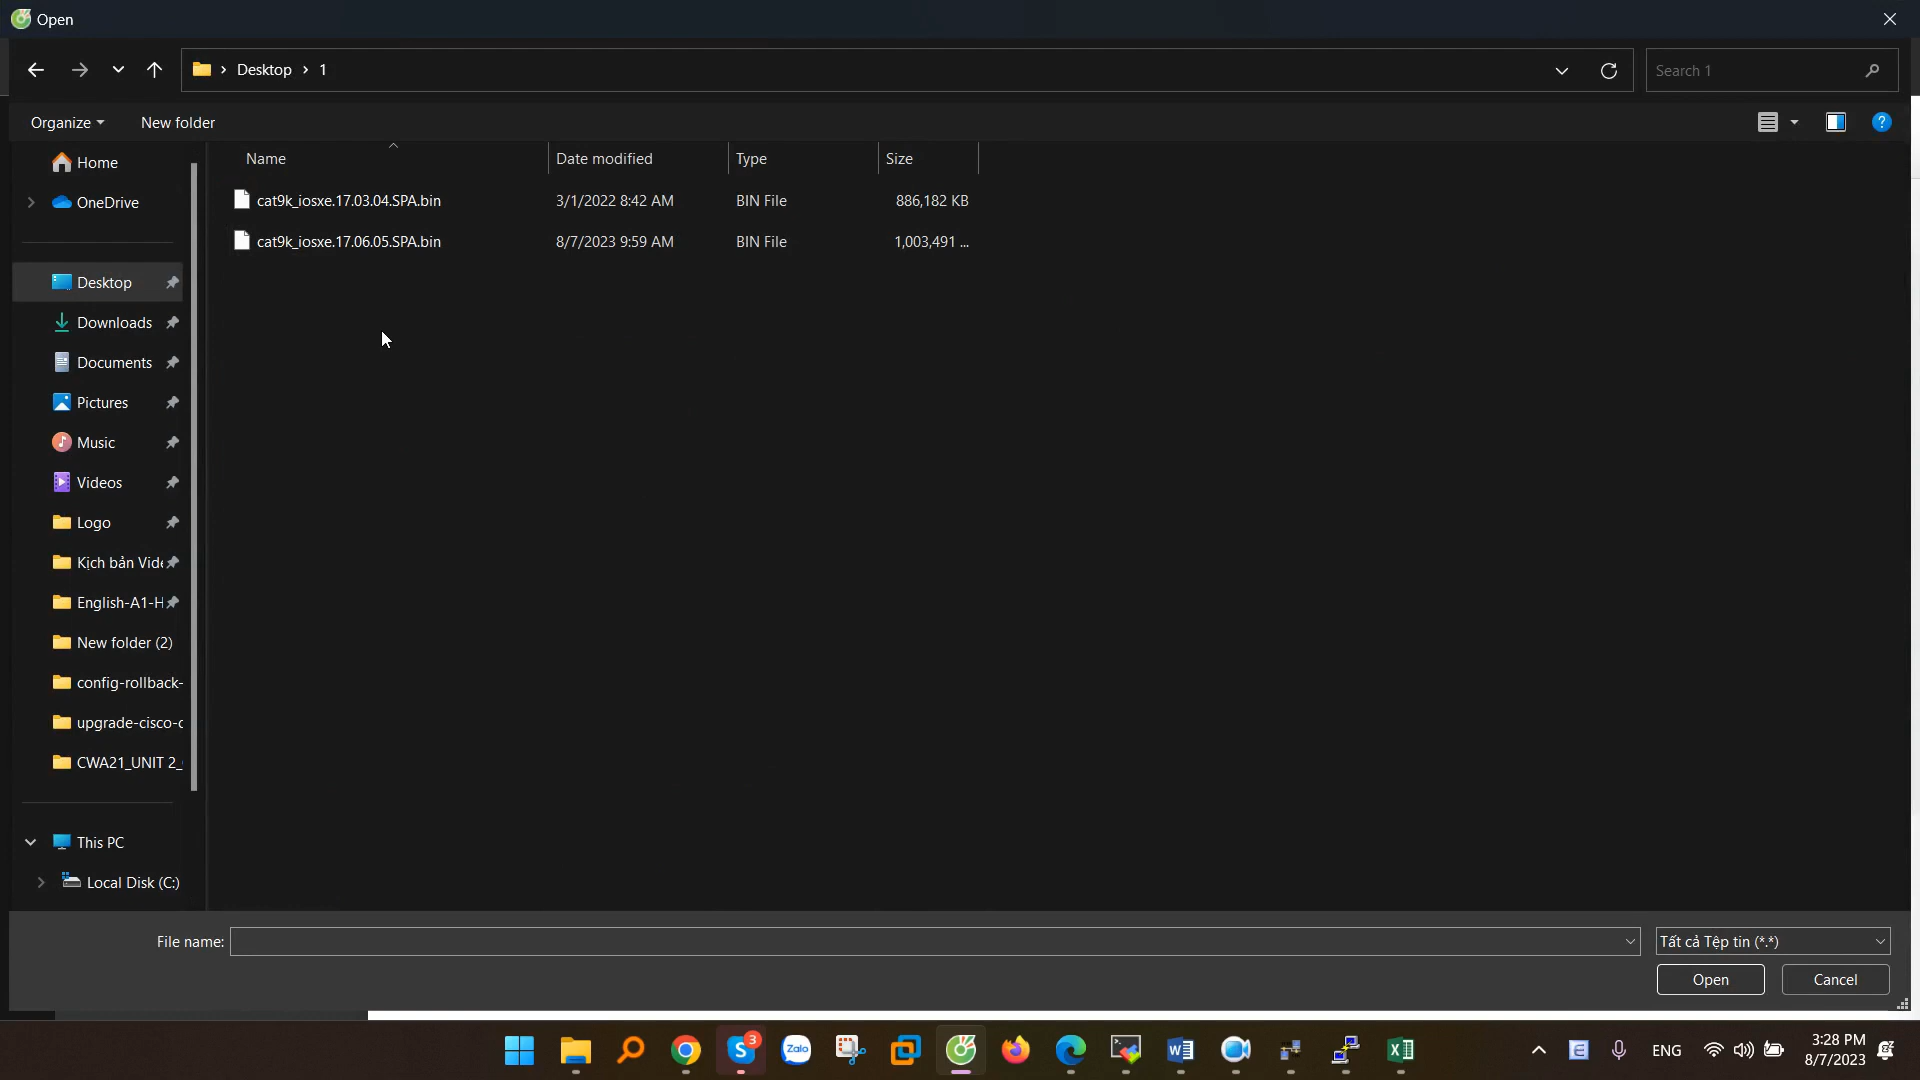 Open
Desktop > 1
Search 1
Organize
New folder
Name
Date modified
Type
Size
cat9k_iosxe.17.03.04.SPA.bin
3/1/2022 8:42 AM
BIN File
886,182 KB
cat9k_iosxe.17.06.05.SPA.bin
8/7/2023 9:59 AM
BIN File
1,003,491 ...
Home
OneDrive
Desktop
Downloads
Documents
Pictures
Music
Videos
Logo
Kịch bản Vide
English-A1-H
New folder (2)
config-rollback-
upgrade-cisco-c
CWA21_UNIT 2_
This PC
Local Disk (C:)
File name:
Tất cả Tệp tin (*.*)
Open
Cancel
3
Zalo
ENG
3:28 PM
8/7/2023